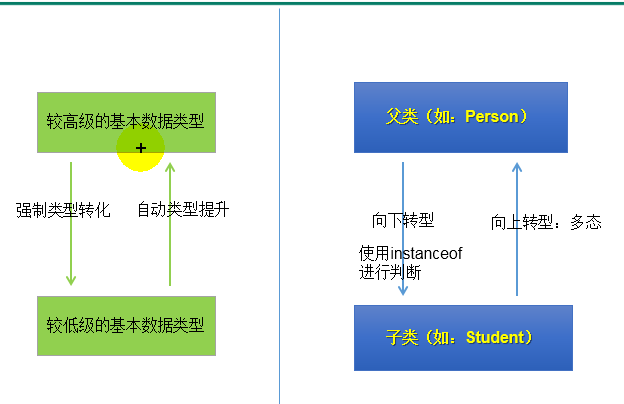 较高级的基本数据类型
强制类型转化
自动类型提升
较低级的基本数据类型
父类（如：Person）
向下转型
使用instanceof
进行判断
向上转型：多态
子类（如：Student）